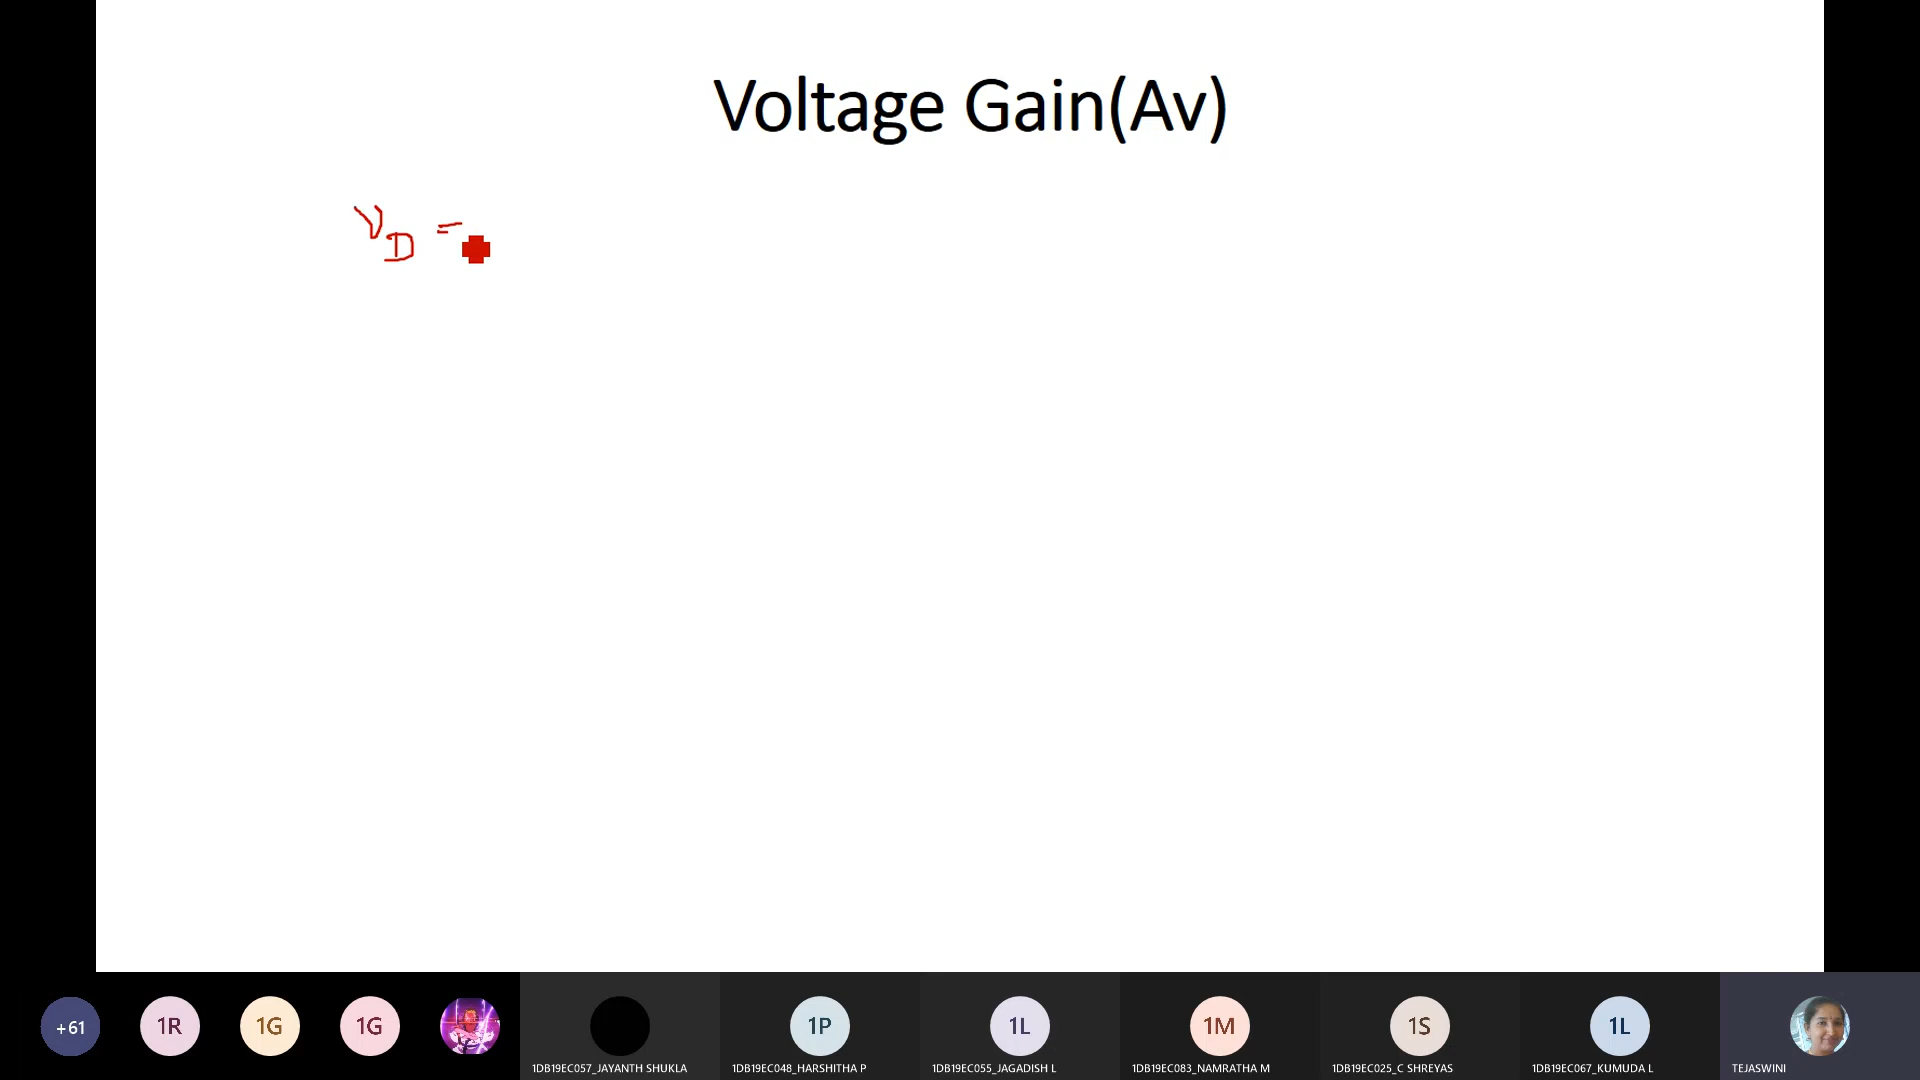 Voltage Gain(Av)
V_D =
+61
1R
1G
1G
1P
1L
1M
1S
1L
1DB19EC057_JAYANTH SHUKLA
1DB19EC048_HARSHITHA P
1DB19EC055_JAGADISH L
1DB19EC083_NAMRATHA M
1DB19EC025_C SHREYAS
1DB19EC067_KUMUDA L
TEJASWINI